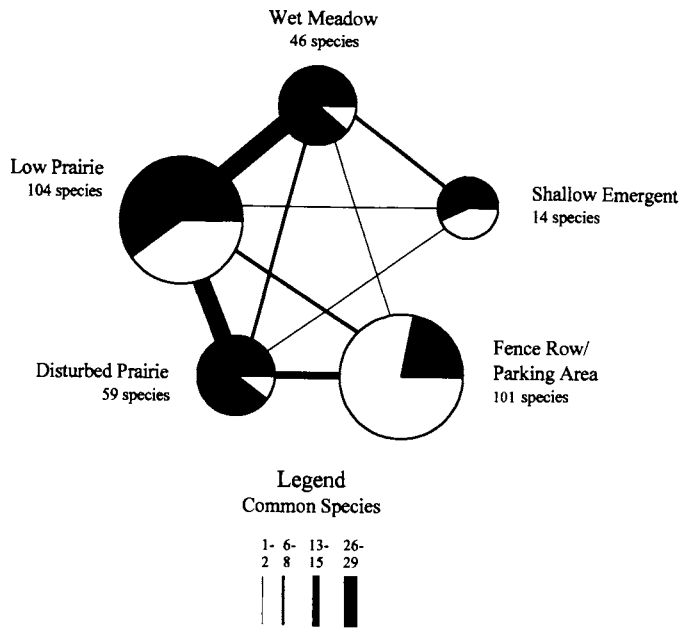 Wet Meadow
46 species
Low Prairie
104 species
Shallow Emergent
14 species
Disturbed Prairie
59 species
Fence Row/
Parking Area
101 species
Legend
Common Species
1- 6- 13- 26-
2 8 15 29